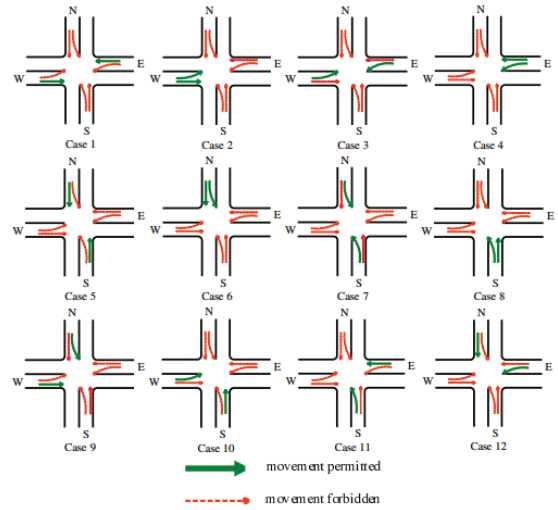 N N N N
W E W E W E W E
S S S S
Case 1 Case 2 Case 3 Case 4
N N N N
W E W E W E W E
S S S S
Case 5 Case 6 Case 7 Case 8
N N N N
W E W E W E W E
S S S S
Case 9 Case 10 Case 11 Case 12
movement permitted
movement forbidden